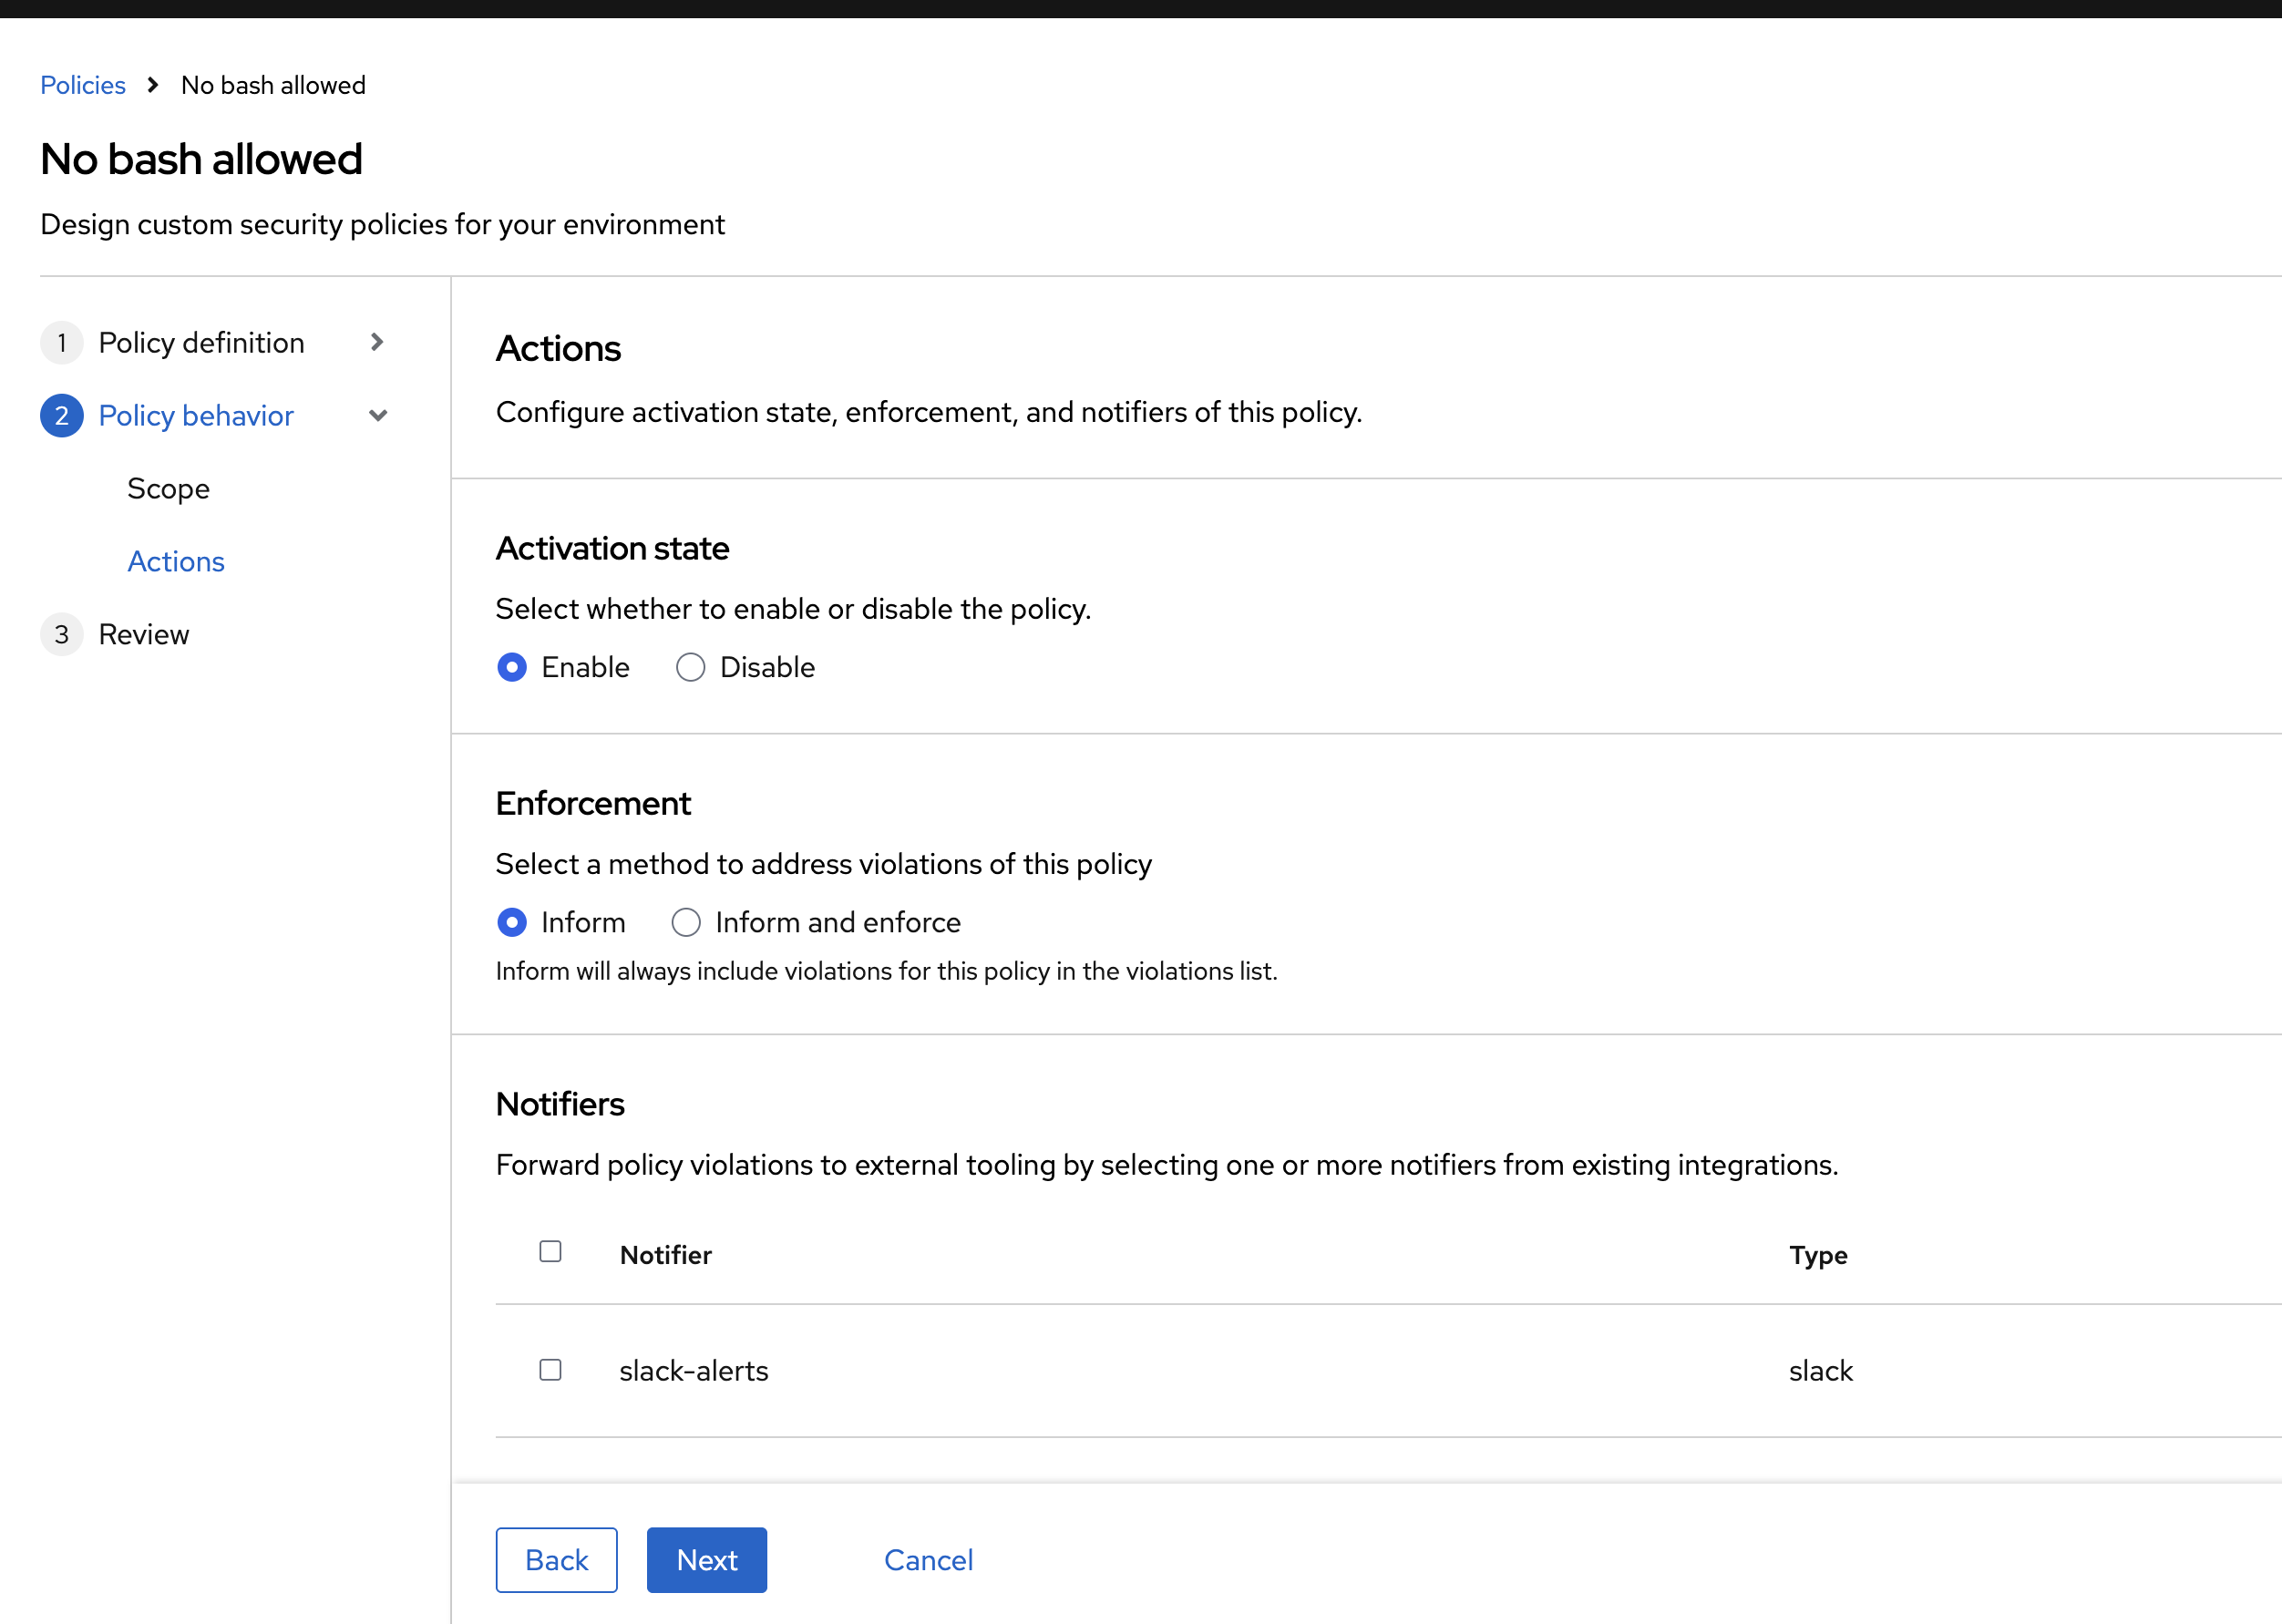 Policies > No bash allowed
No bash allowed
Design custom security policies for your environment
1 Policy definition
2 Policy behavior
Scope
Actions
3 Review
Actions
Configure activation state, enforcement, and notifiers of this policy.
Activation state
Select whether to enable or disable the policy.
Enable Disable
Enforcement
Select a method to address violations of this policy
Inform Inform and enforce
Inform will always include violations for this policy in the violations list.
Notifiers
Forward policy violations to external tooling by selecting one or more notifiers from existing integrations.
Notifier Type
slack-alerts slack
Back Next Cancel